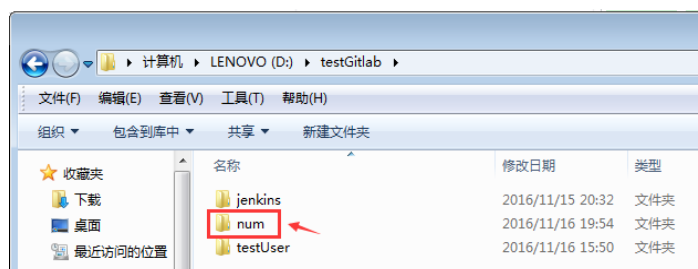 计算机 LENOVO (D:) testGitlab
文件(F) 编辑(E) 查看(V) 工具(T) 帮助(H)
组织 包含到库中 共享 新建文件夹
收藏夹
下载
桌面
最近访问的位置
名称 修改日期 类型
jenkins 2016/11/15 20:32 文件夹
num 2016/11/16 19:54 文件夹
testUser 2016/11/16 15:50 文件夹